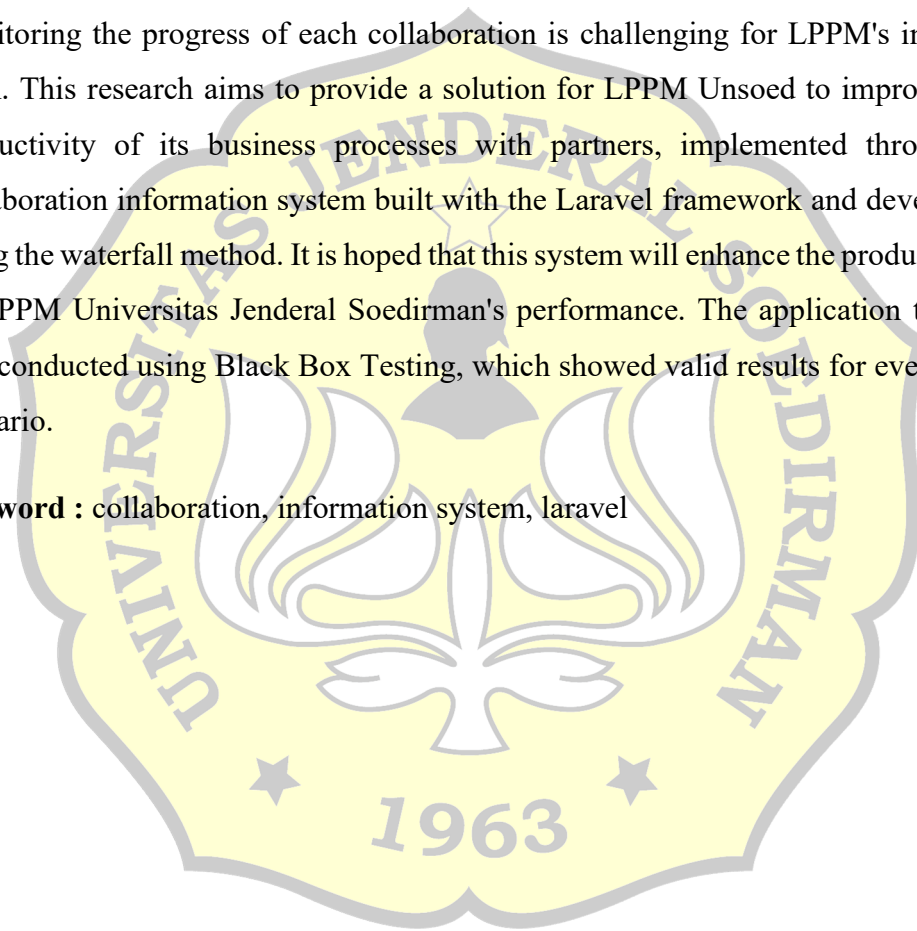 itoring the progress of each collaboration is challenging for LPPM's in
. This research aims to provide a solution for LPPM Unsoed to impro
uctivity of its business processes with partners, implemented thro
aboration information system built with the Laravel framework and deve
g the waterfall method. It is hoped that this system will enhance the produ
PPM Universitas Jenderal Soedirman's performance. The application t
conducted using Black Box Testing, which showed valid results for eve
ario.
word : collaboration, information system, laravel
UNIVERSITAS JENDERAL SOEDIRMAN
1963